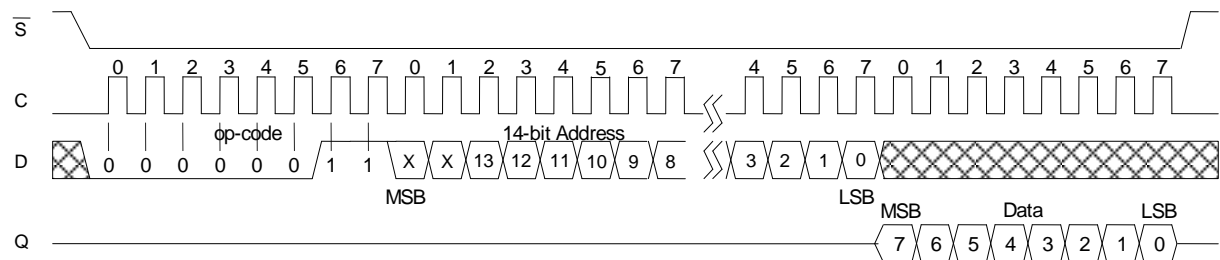 S
0 1 2 3 4 5 6 7 0 1 2 3 4 5 6 7 4 5 6 7 0 1 2 3 4 5 6 7
C
op-code 14-bit Address
D 0 0 0 0 0 0 1 1 X X 13 12 11 10 9 8 3 2 1 0
MSB LSB
MSB Data LSB
Q 7 6 5 4 3 2 1 0